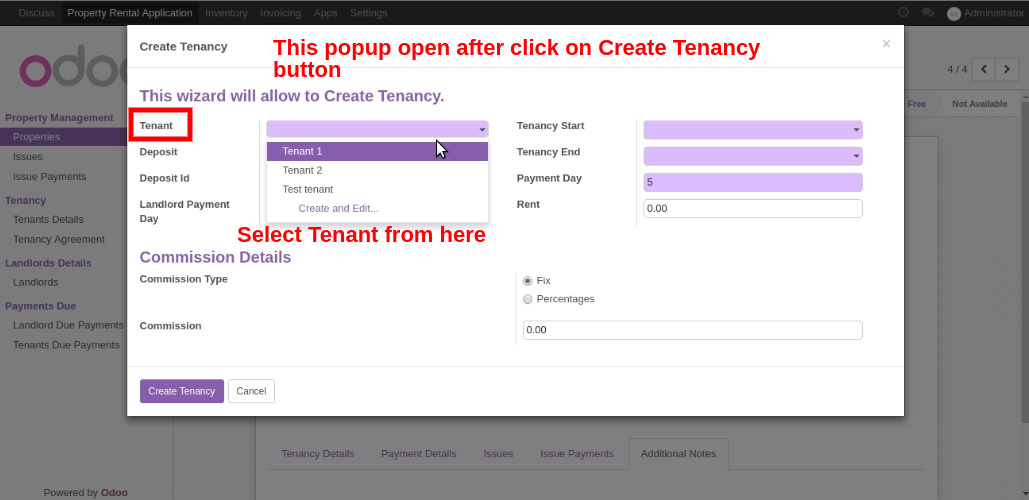 Discuss Property Rental Application Inventory Invoicing Apps Settings Administrator
Create Tenancy ×
This popup open after click on Create Tenancy
button
odoo
4 / 4
This wizard will allow to Create Tenancy.
Free Not Available
Property Management
Properties
Issues
Issue Payments
Tenancy
Tenants Details
Tenancy Agreement
Landlords Details
Landlords
Payments Due
Landlord Due Payments
Tenants Due Payments
Powered by Odoo
Tenant
Tenant 1
Tenant 2
Test tenant
Create and Edit...
Deposit
Deposit Id
Landlord Payment
Day
Tenancy Start
Tenancy End
Payment Day 5
Rent 0.00
Select Tenant from here
Commission Details
Commission Type Fix
Percentages
Commission 0.00
Create Tenancy Cancel
Tenancy Details Payment Details Issues Issue Payments Additional Notes